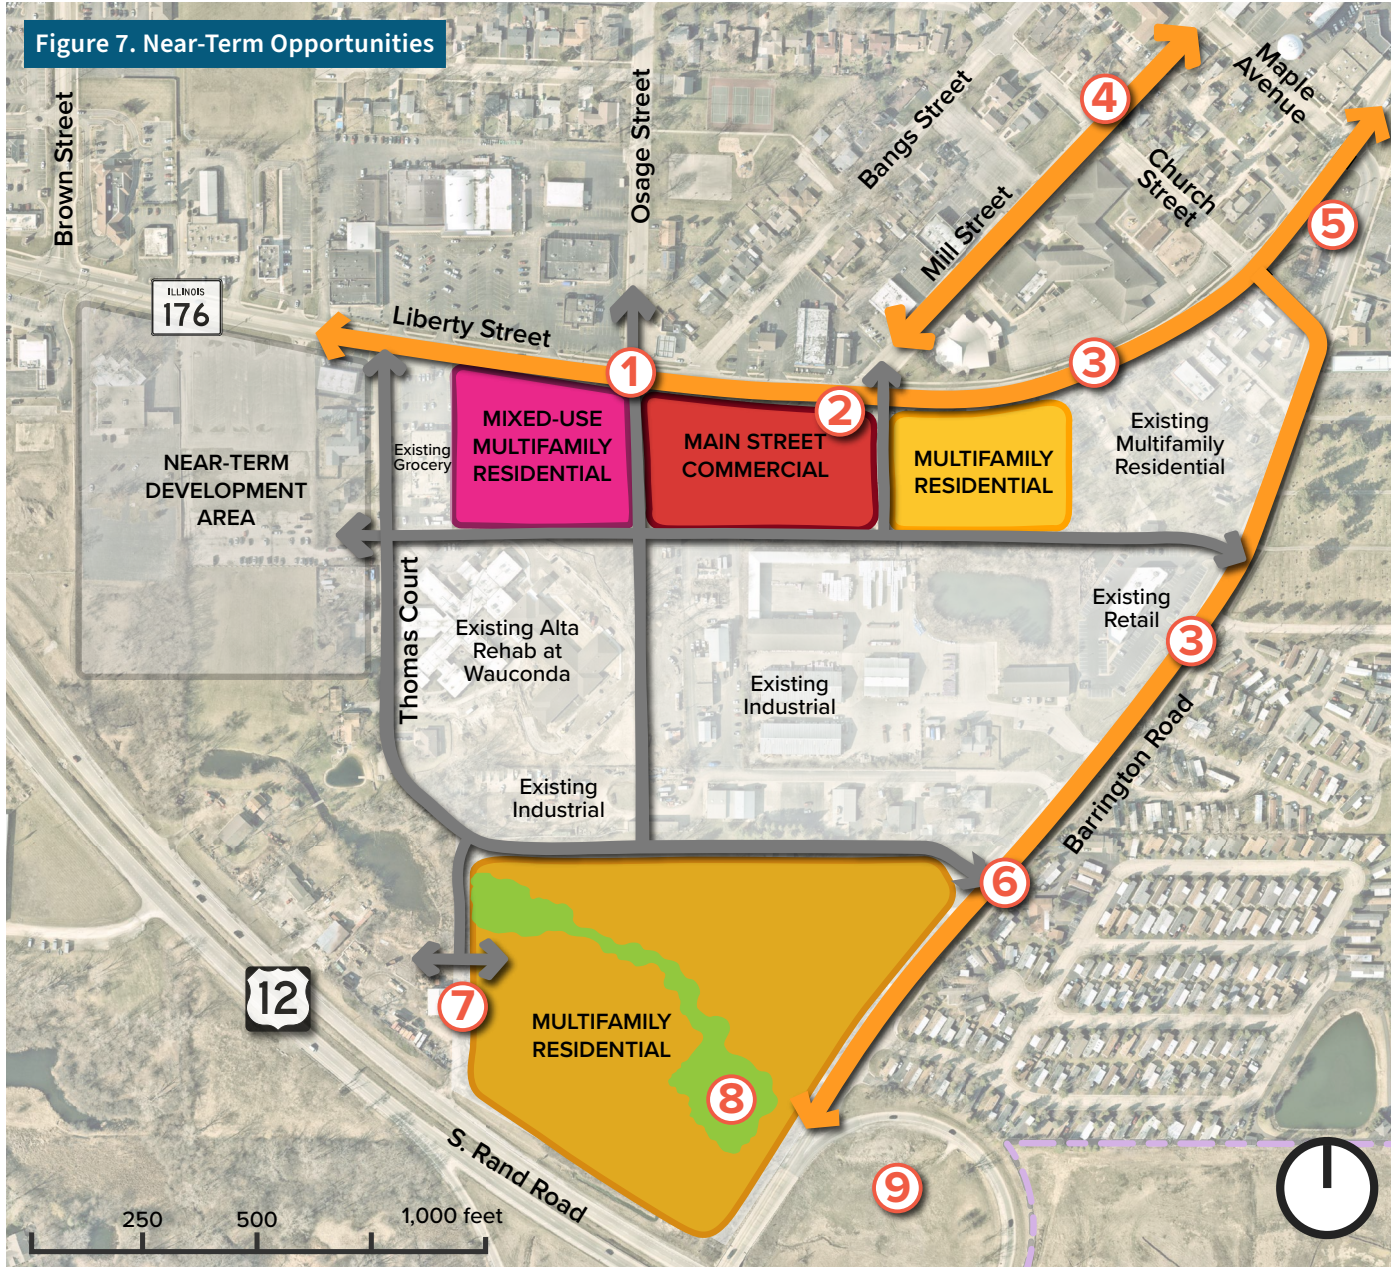 Figure 7. Near-Term Opportunities
Brown Street
Osage Street
Bangs Street
Mill Street
Maple
Avenue
Church
Street
4
5
ILLINOIS
176
Liberty Street
1
2
3
MIXED-USE
MULTIFAMILY
RESIDENTIAL
MAIN STREET
COMMERCIAL
MULTIFAMILY
RESIDENTIAL
Existing
Multifamily
Residential
Existing
Grocery
NEAR-TERM
DEVELOPMENT
AREA
Thomas Court
Existing Alta
Rehab at
Wauconda
Existing
Industrial
Existing
Retail
3
Existing
Industrial
Barrington Road
6
12
7
MULTIFAMILY
RESIDENTIAL
8
9
S. Rand Road
250
500
1,000 feet